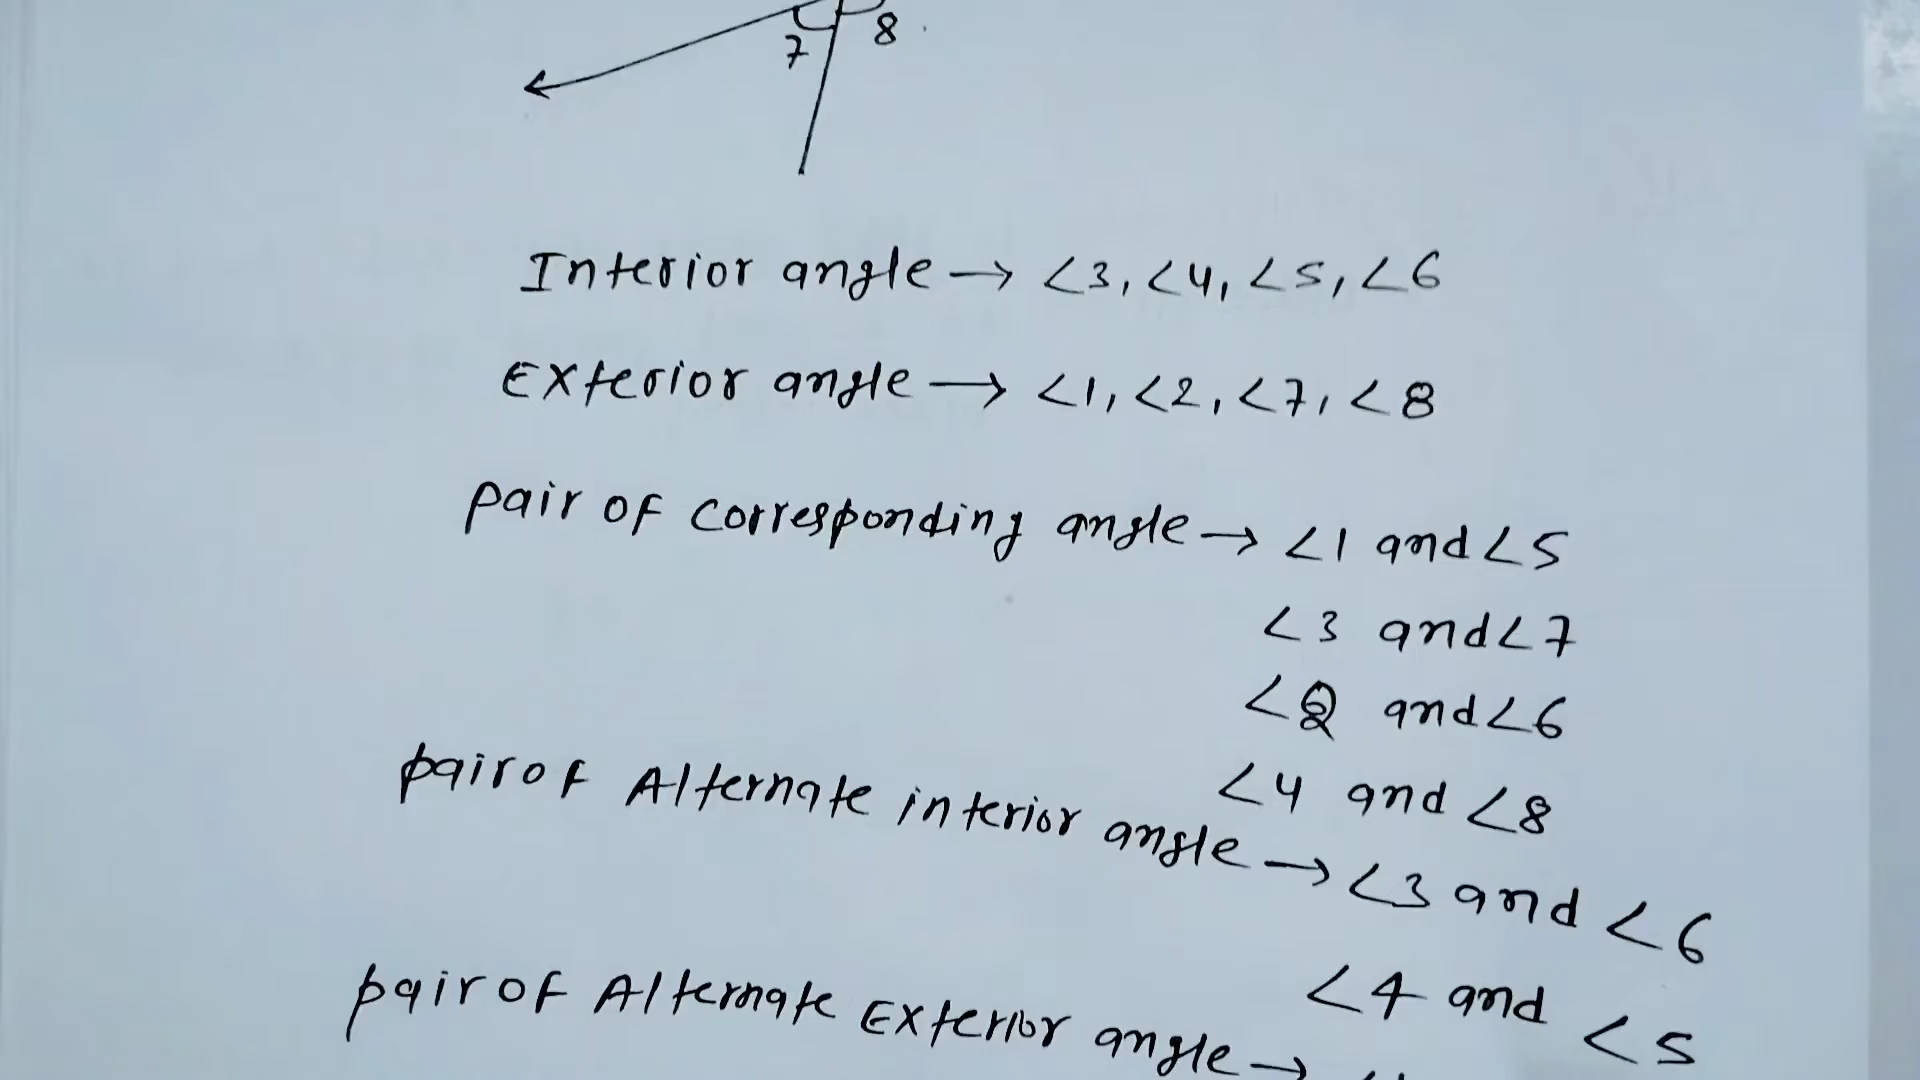 7 8
Interior angle → ∠3, ∠4, ∠5, ∠6
Exterior angle → ∠1, ∠2, ∠7, ∠8
pair of corresponding angle → ∠1 and ∠5
∠3 and ∠7
∠2 and ∠6
∠4 and ∠8
pair of Alternate interior angle → ∠3 and ∠6
∠4 and ∠5
pair of Alternate Exterior angle →